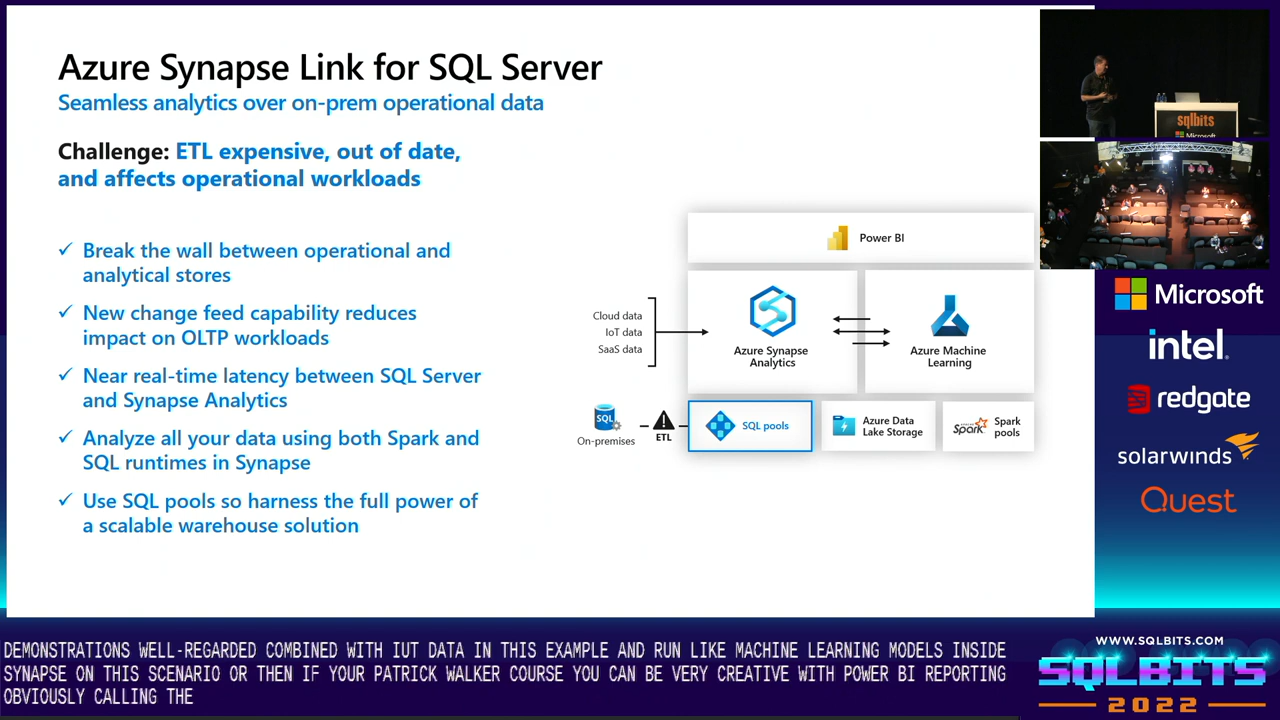 Azure Synapse Link for SQL Server
Seamless analytics over on-prem operational data
Challenge: ETL expensive, out of date,
and affects operational workloads
✓ Break the wall between operational and
analytical stores
✓ New change feed capability reduces
impact on OLTP workloads
✓ Near real-time latency between SQL Server
and Synapse Analytics
✓ Analyze all your data using both Spark and
SQL runtimes in Synapse
✓ Use SQL pools so harness the full power of
a scalable warehouse solution
Power BI
Cloud data
IoT data
SaaS data
Azure Synapse
Analytics
Azure Machine
Learning
SQL
On-premises
ETL
SQL pools
Azure Data
Lake Storage
Spark
Spark
pools
sqlbits
Microsoft
Microsoft
intel.
redgate
solarwinds
Quest
WWW.SQLBITS.COM
SQLBITS
2022
DEMONSTRATIONS WELL-REGARDED COMBINED WITH IUT DATA IN THIS EXAMPLE AND RUN LIKE MACHINE LEARNING MODELS INSIDE
SYNAPSE ON THIS SCENARIO OR THEN IF YOUR PATRICK WALKER COURSE YOU CAN BE VERY CREATIVE WITH POWER BI REPORTING
OBVIOUSLY CALLING THE